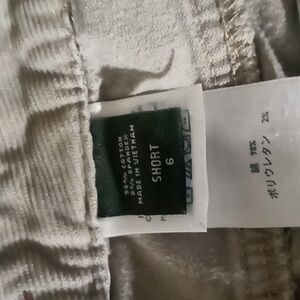 98% COTTON
2% SPANDEX
MADE IN VIETNAM
SHORT
6
綿 98%
ポリウレタン 2%